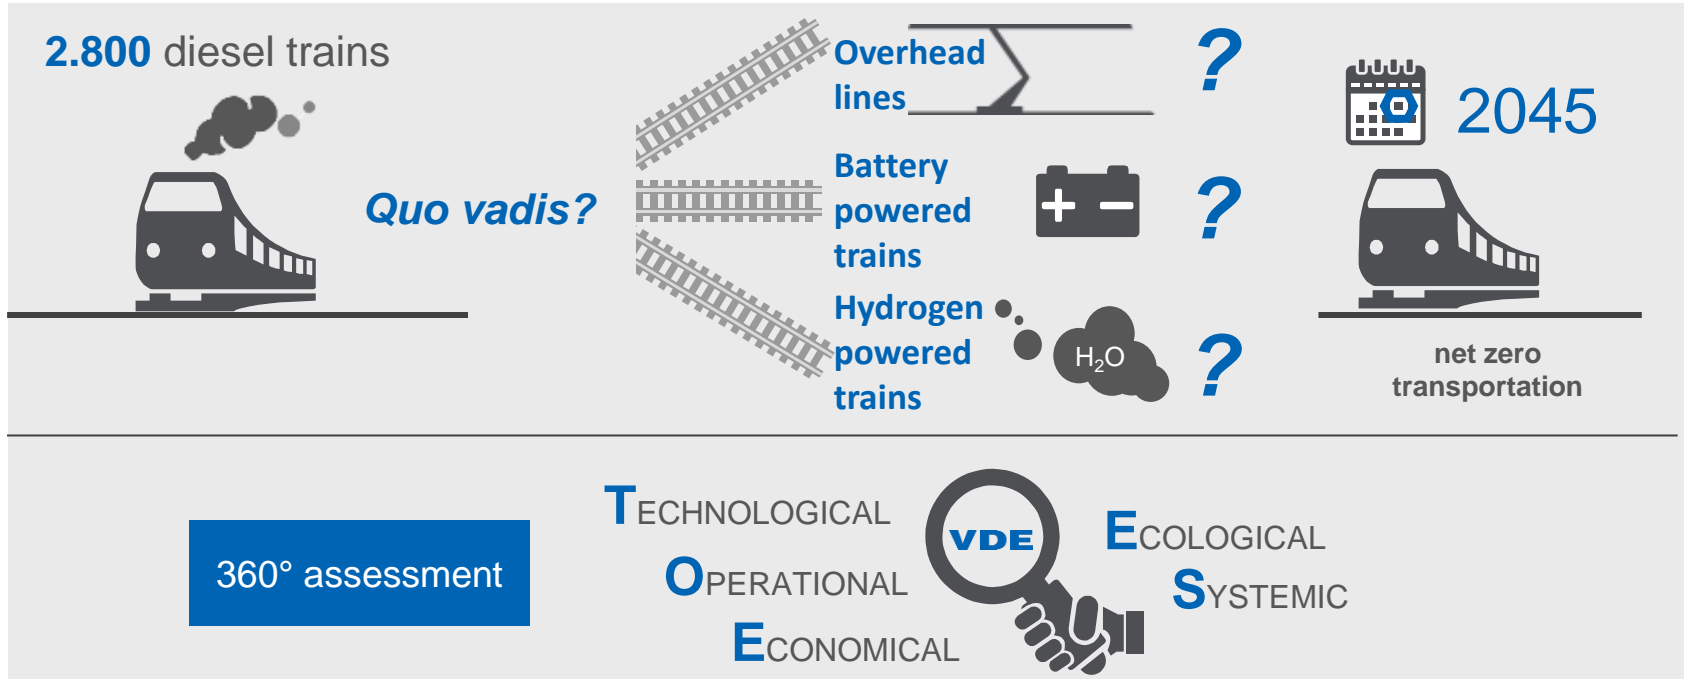 2.800 diesel trains
Quo vadis?
Overhead
lines
?
Battery
powered
trains
?
Hydrogen
powered
trains
H₂O
?
2045
net zero
transportation
360° assessment
TECHNOLOGICAL
OPERATIONAL
ECONOMICAL
VDE
ECOLOGICAL
SYSTEMIC